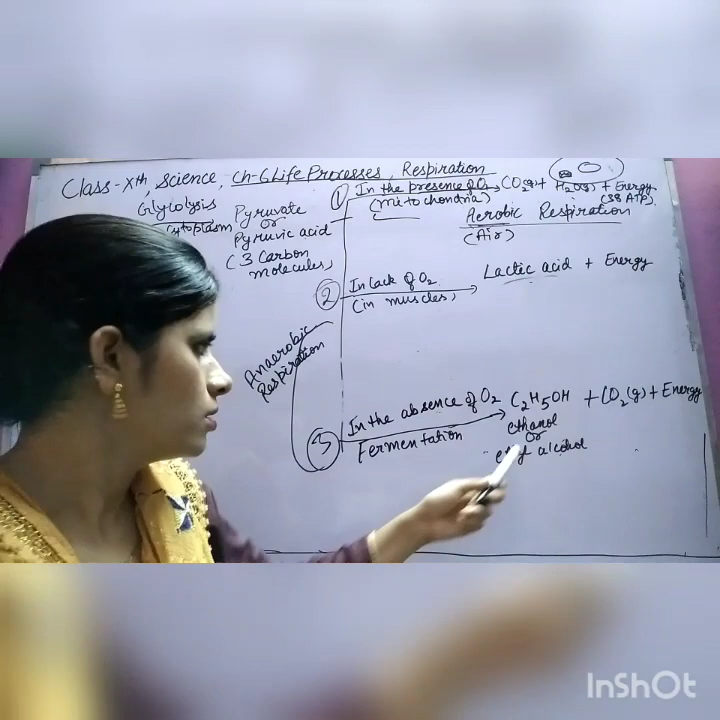 Class-Xth, Science, Ch-6 Life Processes, Respiration
Glycolysis
Cytoplasm
Pyruvate
or
Pyruvic acid
(3 Carbon
molecules)
① In the presence of O2 CO2(g) + H2O(g) + Energy
(mitochondria)
(38 ATP)
Aerobic Respiration
(Air)
② In lack of O2
(in muscles)
Lactic acid + Energy
Anaerobic
Respiration
③ In the absence of O2 C2H5OH + CO2(g) + Energy
Fermentation
ethanol
or
alcohol
InShOt